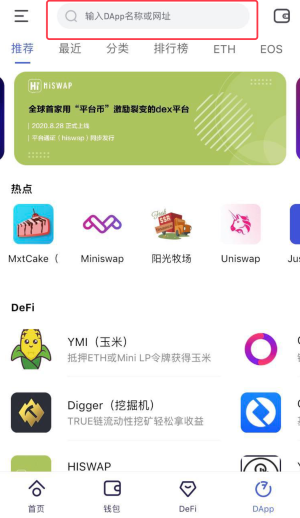 输入DApp名称或网址
推荐 最近 分类 排行榜 ETH EOS
Hi HISWAP
全球首家用“平台币”激励裂变的dex平台
| 2020.8.28 正式上线
| 平台通证（hiswap）同步发行
热点
MxtCake（ Miniswap 阳光牧场 Uniswap Jus
DeFi
YMI（玉米）
抵押ETH或Mini LP令牌获得玉米
Digger（挖掘机）
TRUE链流动性挖矿轻松拿收益
HISWAP
首页 钱包 DeFi DApp